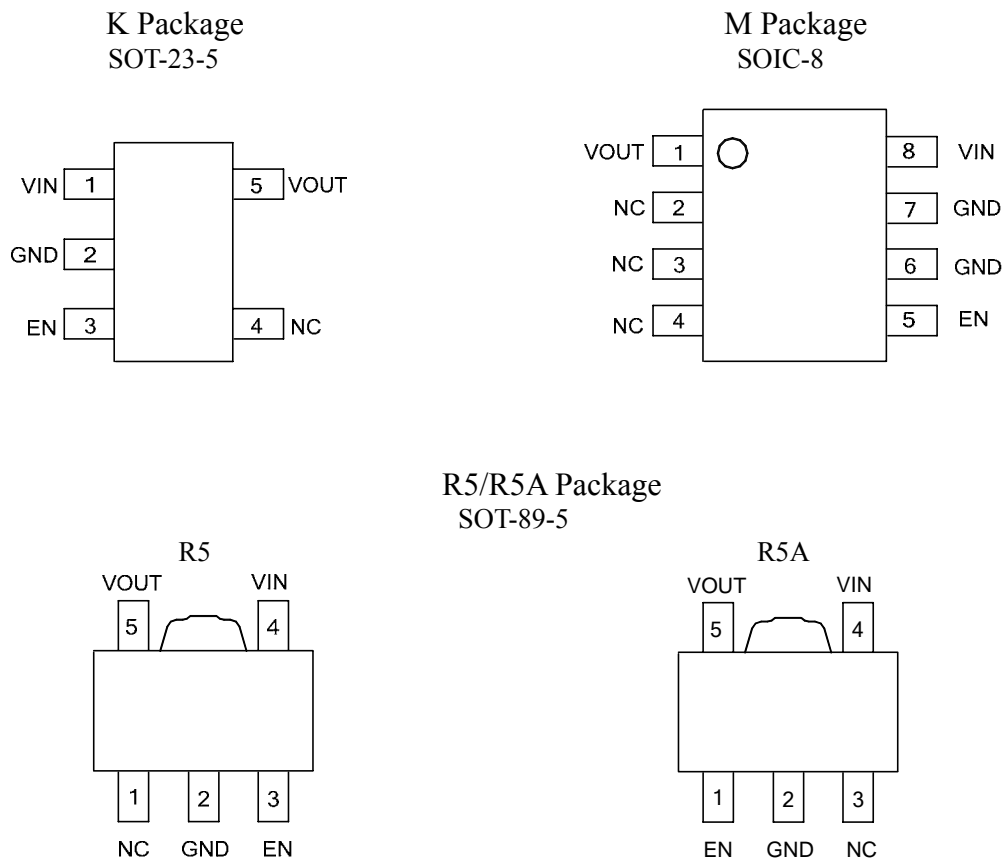 K Package
SOT-23-5
VIN 1
GND 2
EN 3
5 VOUT
4 NC
M Package
SOIC-8
VOUT 1
NC 2
NC 3
NC 4
8 VIN
7 GND
6 GND
5 EN
R5/R5A Package
SOT-89-5
R5
VOUT VIN
5 4
1 2 3
NC GND EN
R5A
VOUT VIN
5 4
1 2 3
EN GND NC